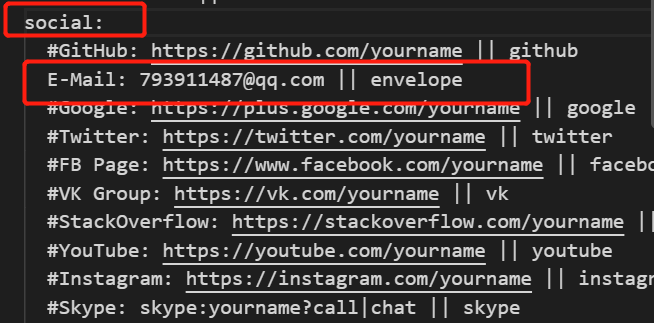 social:
#GitHub: https://github.com/yourname || github
E-Mail: 793911487@qq.com || envelope
#Google: https://plus.google.com/yourname || google
#Twitter: https://twitter.com/yourname || twitter
#FB Page: https://www.facebook.com/yourname || facebo
#VK Group: https://vk.com/yourname || vk
#StackOverflow: https://stackoverflow.com/yourname ||
#YouTube: https://youtube.com/yourname || youtube
#Instagram: https://instagram.com/yourname || instagr
#Skype: skype:yourname?call|chat || skype